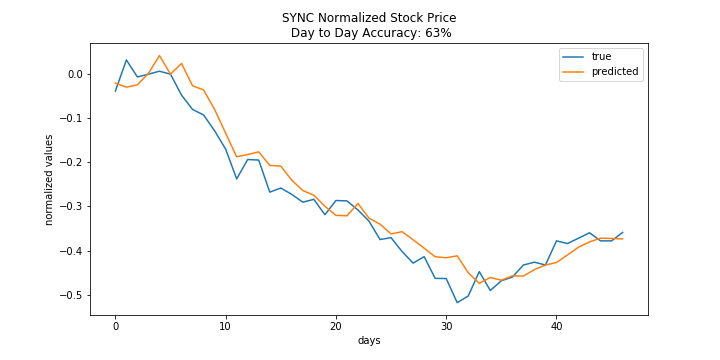 SYNC Normalized Stock Price
Day to Day Accuracy: 63%
true
predicted
normalized values
0.0
−0.1
−0.2
−0.3
−0.4
−0.5
0
10
20
30
40
days